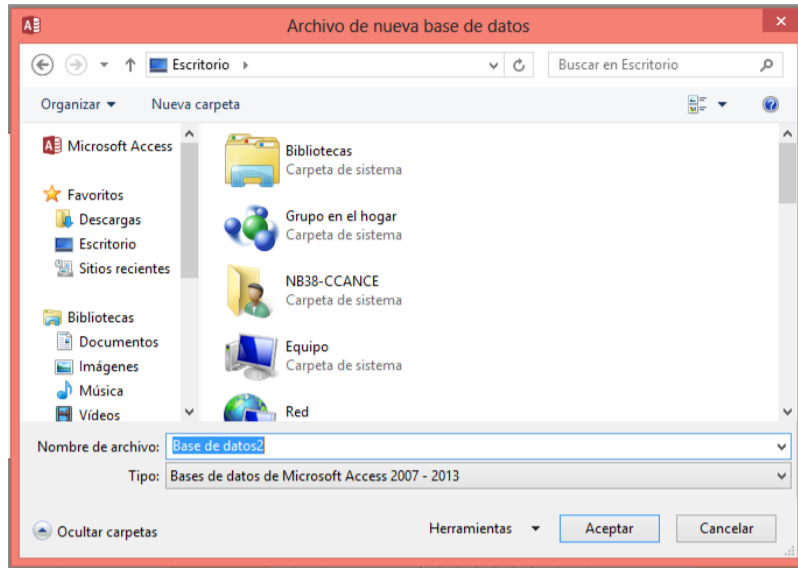 Archivo de nueva base de datos
Escritorio
Buscar en Escritorio
Organizar
Nueva carpeta
Microsoft Access
Favoritos
Descargas
Escritorio
Sitios recientes
Bibliotecas
Documentos
Imágenes
Música
Vídeos
Bibliotecas
Carpeta de sistema
Grupo en el hogar
Carpeta de sistema
NB38-CCANCE
Carpeta de sistema
Equipo
Carpeta de sistema
Red
Nombre de archivo: Base de datos2
Tipo: Bases de datos de Microsoft Access 2007 - 2013
Ocultar carpetas
Herramientas
Aceptar
Cancelar